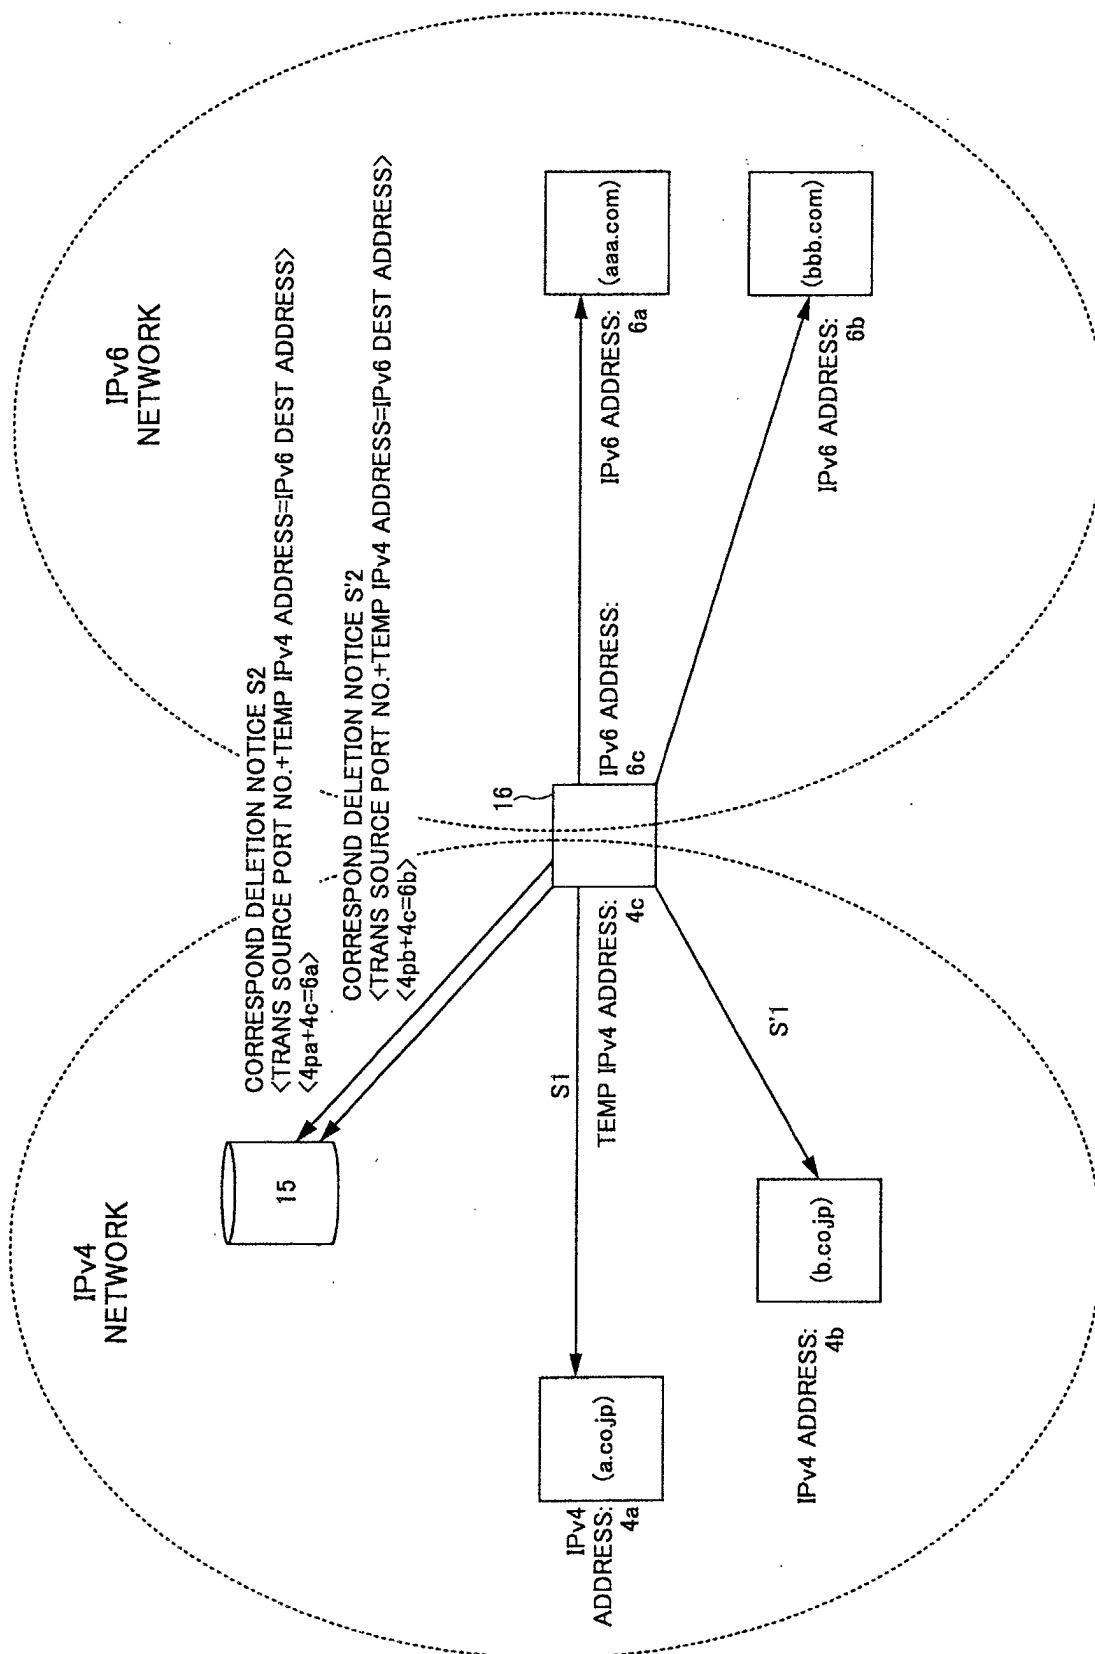 IPv4
NETWORK
IPv6
NETWORK
CORRESPOND DELETION NOTICE S2
<TRANS SOURCE PORT NO.+TEMP IPv4 ADDRESS=IPv6 DEST ADDRESS>
<4pa+4c=6a>
CORRESPOND DELETION NOTICE S'2
<TRANS SOURCE PORT NO.+TEMP IPv4 ADDRESS=IPv6 DEST ADDRESS>
<4pb+4c=6b>
15
16
S1
TEMP IPv4 ADDRESS:
4c
IPv6 ADDRESS:
6c
S'1
IPv4
ADDRESS:
4a
(a.co.jp)
IPv4 ADDRESS:
4b
(b.co.jp)
(aaa.com)
IPv6 ADDRESS:
6a
(bbb.com)
IPv6 ADDRESS:
6b